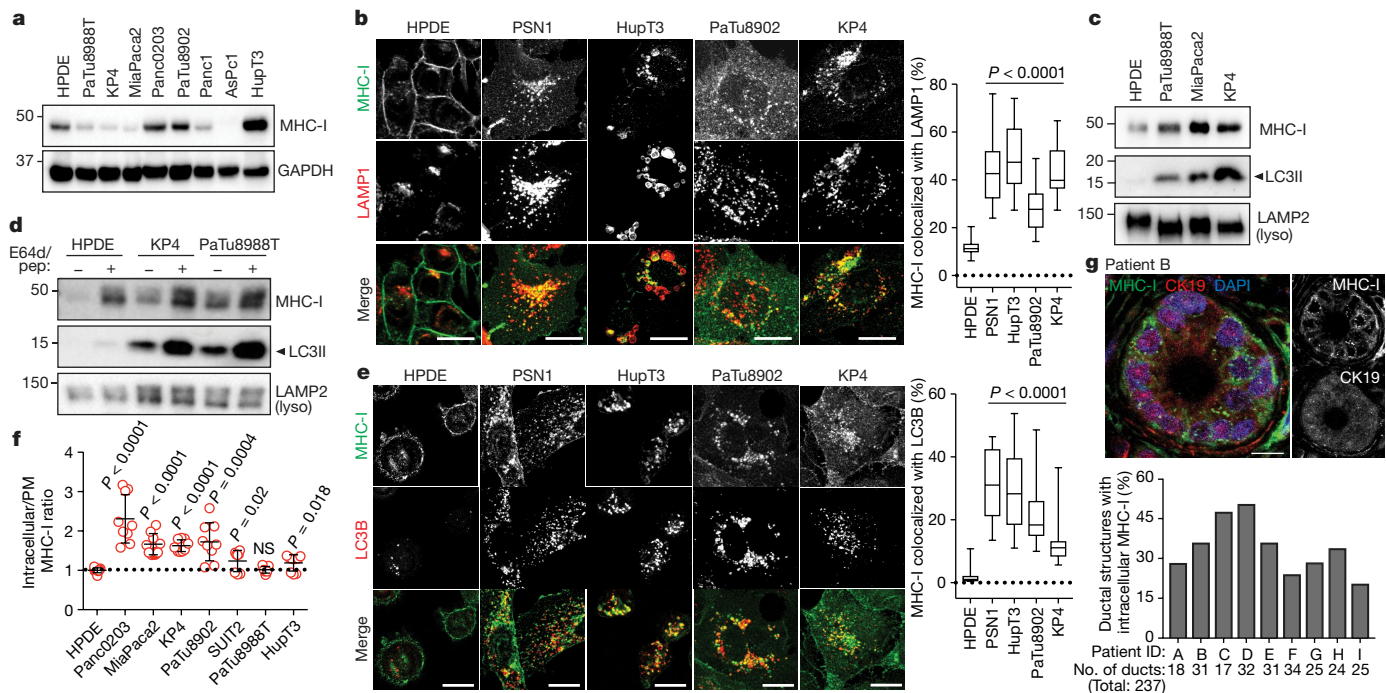 a
HPDE PaTu8988T KP4 MiaPaca2 Panc0203 PaTu8902 Panc1 AsPc1 HupT3
50 MHC-I
37 GAPDH
b
HPDE PSN1 HupT3 PaTu8902 KP4
MHC-I
LAMP1
Merge
MHC-I colocalized with LAMP1 (%)
P < 0.0001
80
60
40
20
0
HPDE PSN1 HupT3 PaTu8902 KP4
c
HPDE PaTu8988T MiaPaca2 KP4
50 MHC-I
20
15 LC3II
150 LAMP2
(lyso)
d
HPDE KP4 PaTu8988T
E64d/
pep: – + – + – +
50 MHC-I
15 LC3II
150 LAMP2
(lyso)
e
HPDE PSN1 HupT3 PaTu8902 KP4
MHC-I
LC3B
Merge
MHC-I colocalized with LC3B (%)
P < 0.0001
60
40
20
0
HPDE PSN1 HupT3 PaTu8902 KP4
f
Intracellular/PM
MHC-I ratio
4
3
2
1
0
P < 0.0001 P < 0.0001 P < 0.0001 P = 0.0004 P = 0.02 NS P = 0.018
HPDE Panc0203 MiaPaca2 KP4 PaTu8902 SUIT2 PaTu8988T HupT3
g Patient B
MHC-I CK19 DAPI
MHC-I
CK19
Ductal structures with
intracellular MHC-I (%)
60
45
30
15
0
Patient ID: A B C D E F G H I
No. of ducts: 18 31 17 32 31 34 25 24 25
(Total: 237)